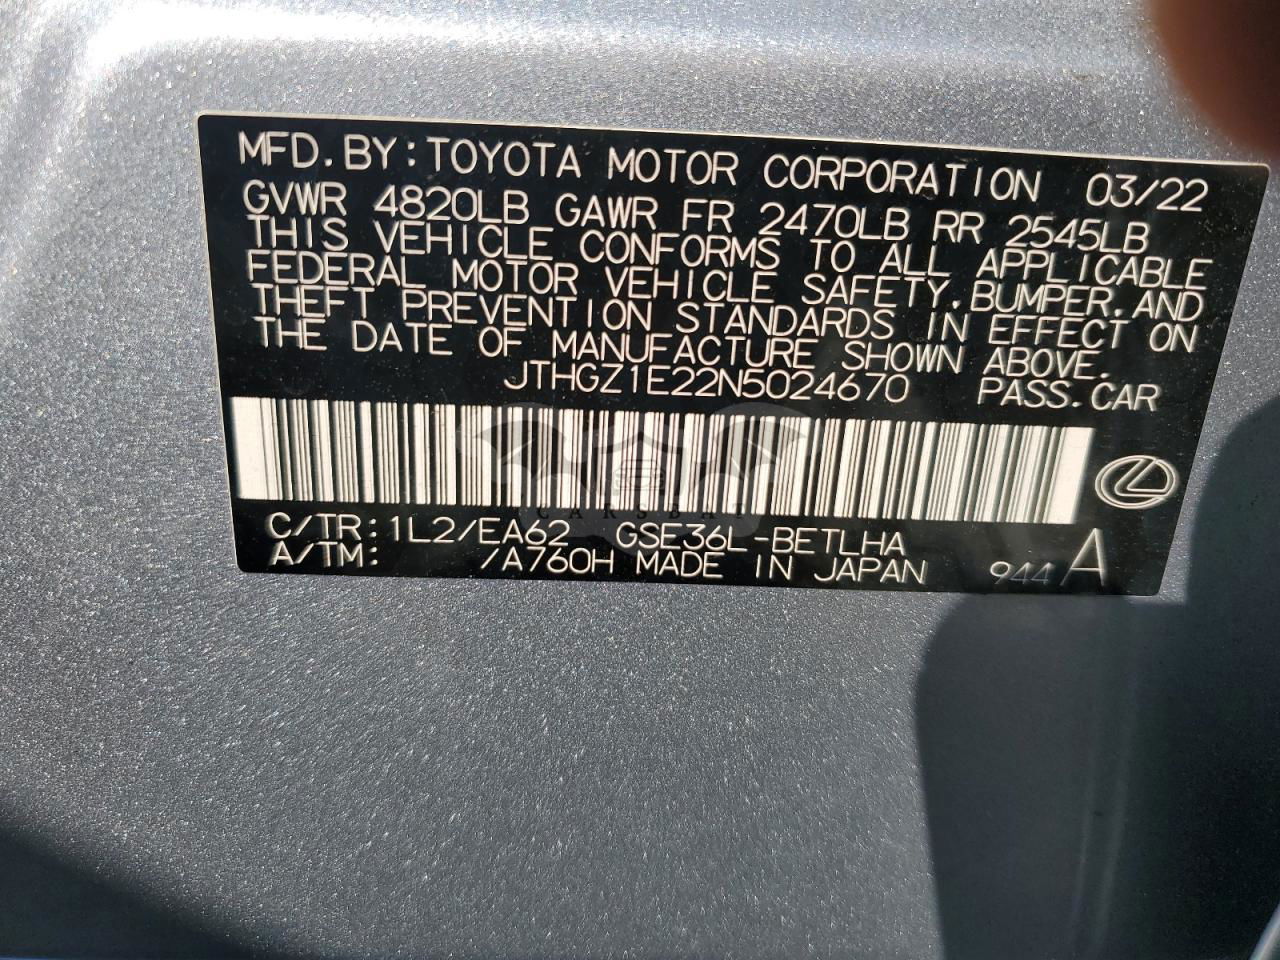 MFD.BY:TOYOTA MOTOR CORPORATION 03/22
GVWR 4820LB GAWR FR 2470LB RR 2545LB
THIS VEHICLE CONFORMS TO ALL APPLICABLE
FEDERAL MOTOR VEHICLE SAFETY,BUMPER,AND
THEFT PREVENTION STANDARDS IN EFFECT ON
THE DATE OF MANUFACTURE SHOWN ABOVE.
JTHGZ1E22N5024670 PASS.CAR
CARSBAT
C/TR:1L2/EA62 GSE36L-BETLHA
A/TM: /A760H MADE IN JAPAN 944 A